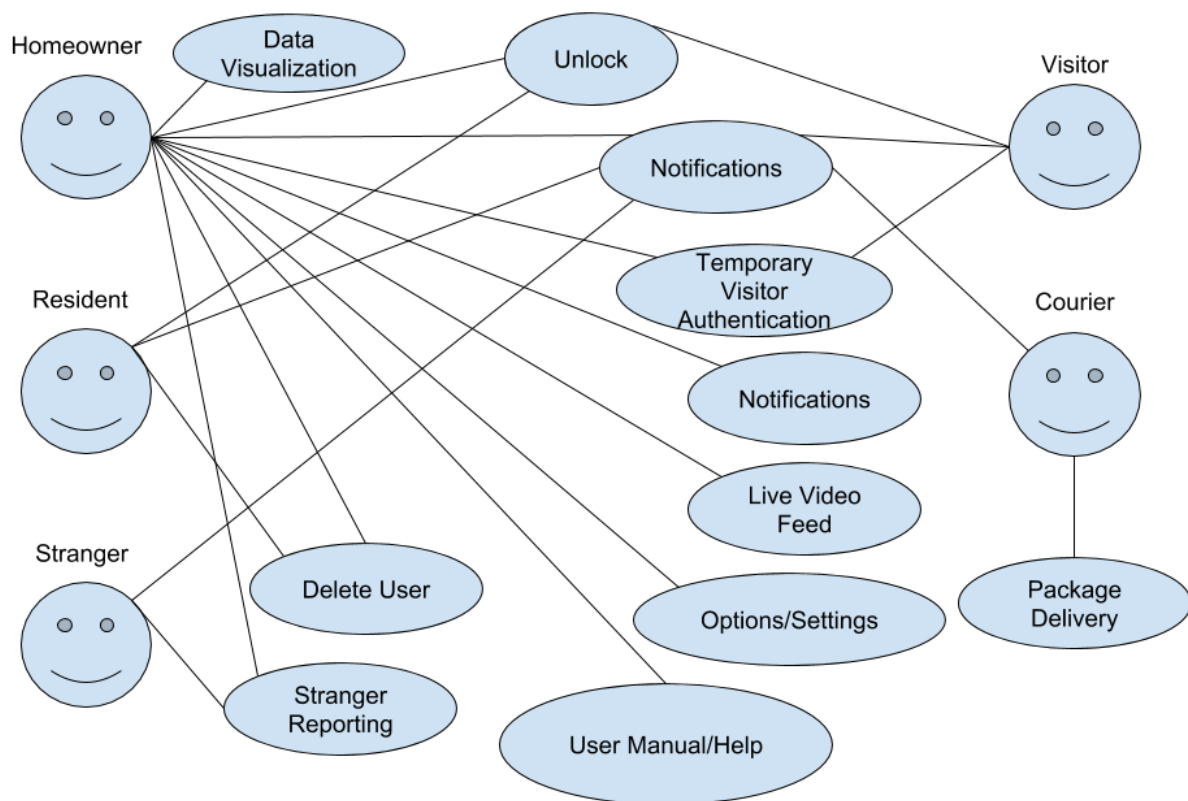 Homeowner
Data
Visualization
Unlock
Visitor
Notifications
Resident
Temporary
Visitor
Authentication
Courier
Notifications
Live Video
Feed
Stranger
Delete User
Options/Settings
Package
Delivery
Stranger
Reporting
User Manual/Help